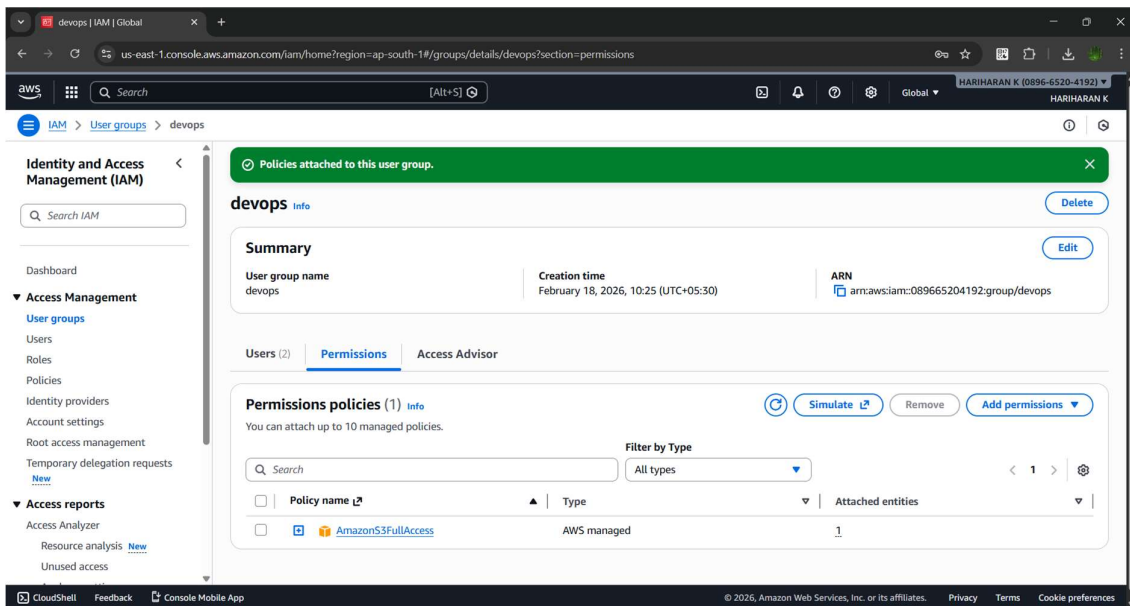 devops | IAM | Global
us-east-1.console.aws.amazon.com/iam/home?region=ap-south-1#/groups/details/devops?section=permissions
aws
Search [Alt+S]
Global
HARIHARAN K (0896-6520-4192)
HARIHARAN K
IAM > User groups > devops
Identity and Access Management (IAM)
Search IAM
Dashboard
Access Management
User groups
Users
Roles
Policies
Identity providers
Account settings
Root access management
Temporary delegation requests
New
Access reports
Access Analyzer
Resource analysis New
Unused access
Policies attached to this user group.
devops Info
Delete
Summary
Edit
User group name
devops
Creation time
February 18, 2026, 10:25 (UTC+05:30)
ARN
arn:aws:iam::089665204192:group/devops
Users (2) Permissions Access Advisor
Permissions policies (1) Info
Simulate Remove Add permissions
You can attach up to 10 managed policies.
Filter by Type
Search
All types
1
Policy name Type Attached entities
AmazonS3FullAccess AWS managed 1
CloudShell Feedback Console Mobile App
© 2026, Amazon Web Services, Inc. or its affiliates. Privacy Terms Cookie preferences